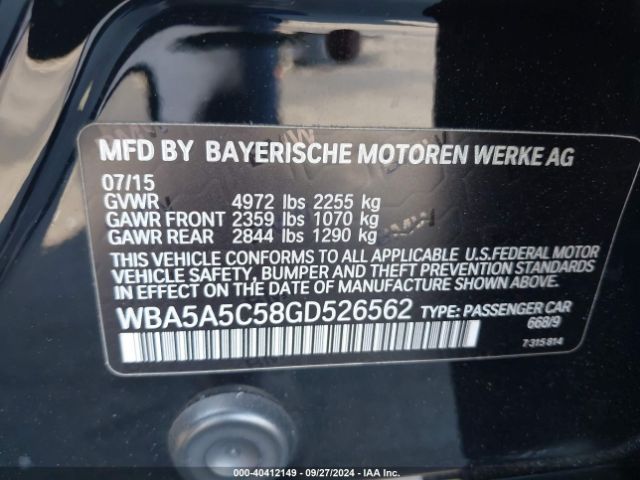 MFD BY BAYERISCHE MOTOREN WERKE AG
07/15
GVWR 4972 lbs 2255 kg
GAWR FRONT 2359 lbs 1070 kg
GAWR REAR 2844 lbs 1290 kg
THIS VEHICLE CONFORMS TO ALL APPLICABLE U.S.FEDERAL MOTOR
VEHICLE SAFETY, BUMPER AND THEFT PREVENTION STANDARDS
IN EFFECT ON THE DATE OF MANUFACTURE SHOWN ABOVE.
WBA5A5C58GD526562 TYPE: PASSENGER CAR
668/9
7 315 814
000-40412149 - 09/27/2024 - IAA Inc.